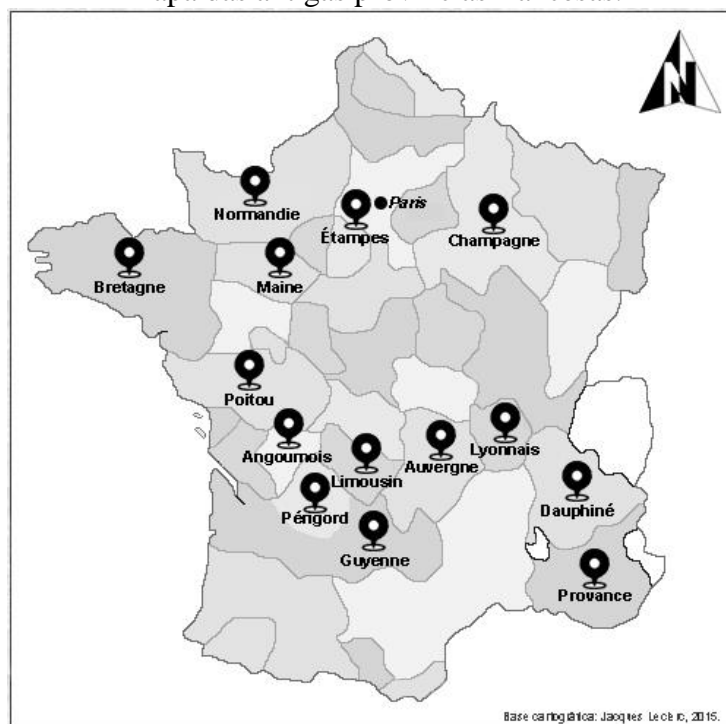 N
Normandie
Paris
Étampes
Champagne
Bretagne
Maine
Poitou
Angoumois
Lyonnais
Auvergne
Limousin
Périgord
Dauphiné
Guyenne
Provance
Base cartográfica: Jacques Leclerc, 2015.